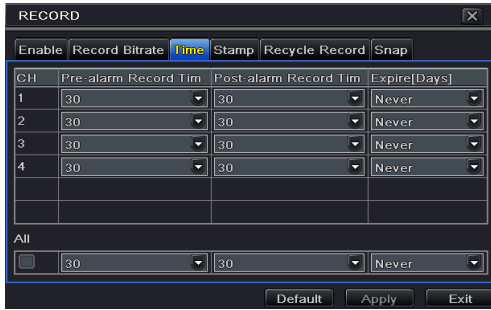 RECORD
Enable Record Bitrate Time Stamp Recycle Record Snap
CH Pre-alarm Record Tim Post-alarm Record Tim Expire[Days]
1 30 30 Never
2 30 30 Never
3 30 30 Never
4 30 30 Never
All
30 30 Never
Default Apply Exit